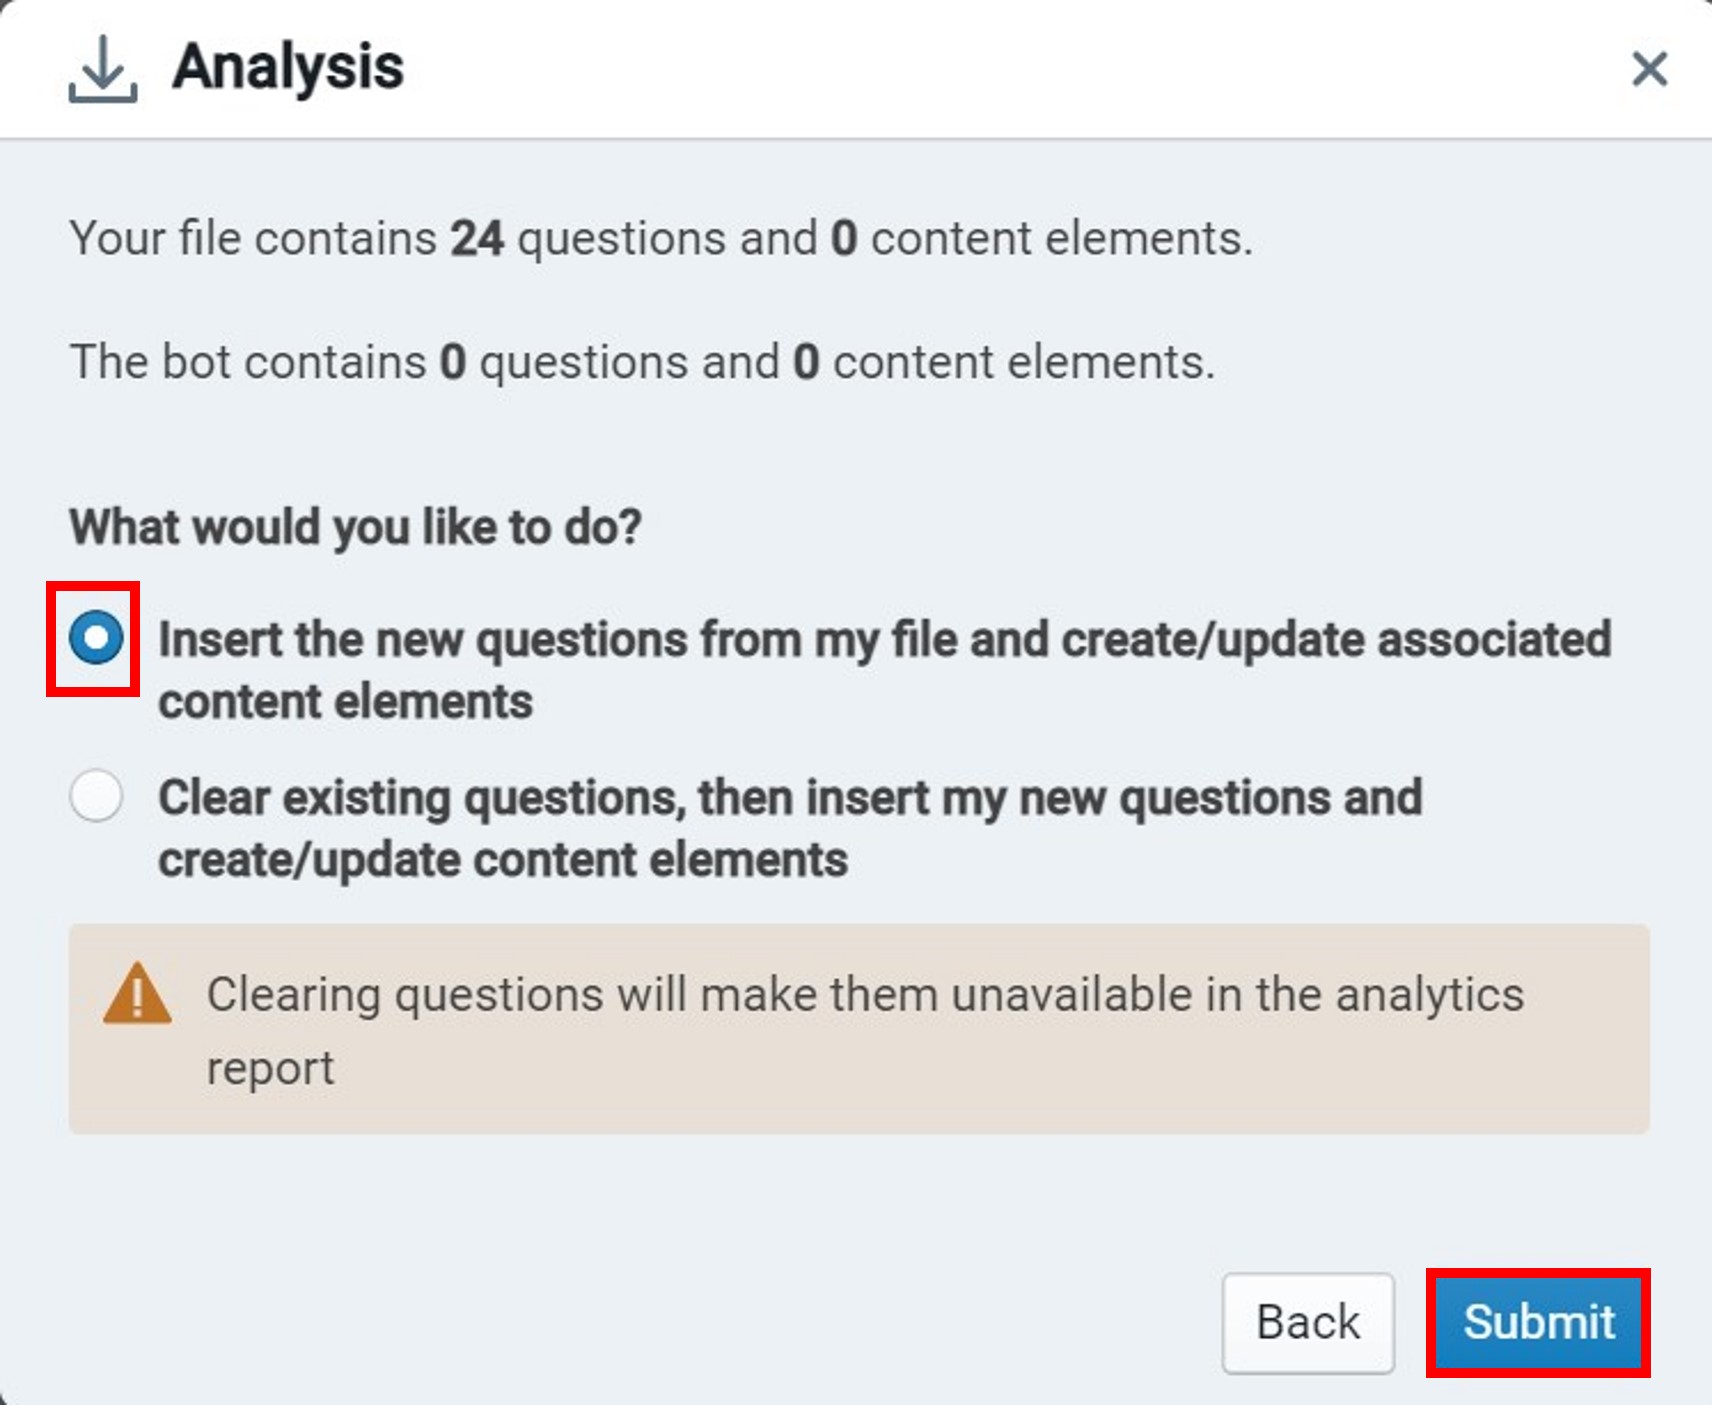 Analysis
Your file contains 24 questions and 0 content elements.
The bot contains 0 questions and 0 content elements.
What would you like to do?
Insert the new questions from my file and create/update associated
content elements
Clear existing questions, then insert my new questions and
create/update content elements
Clearing questions will make them unavailable in the analytics
report
Back
Submit